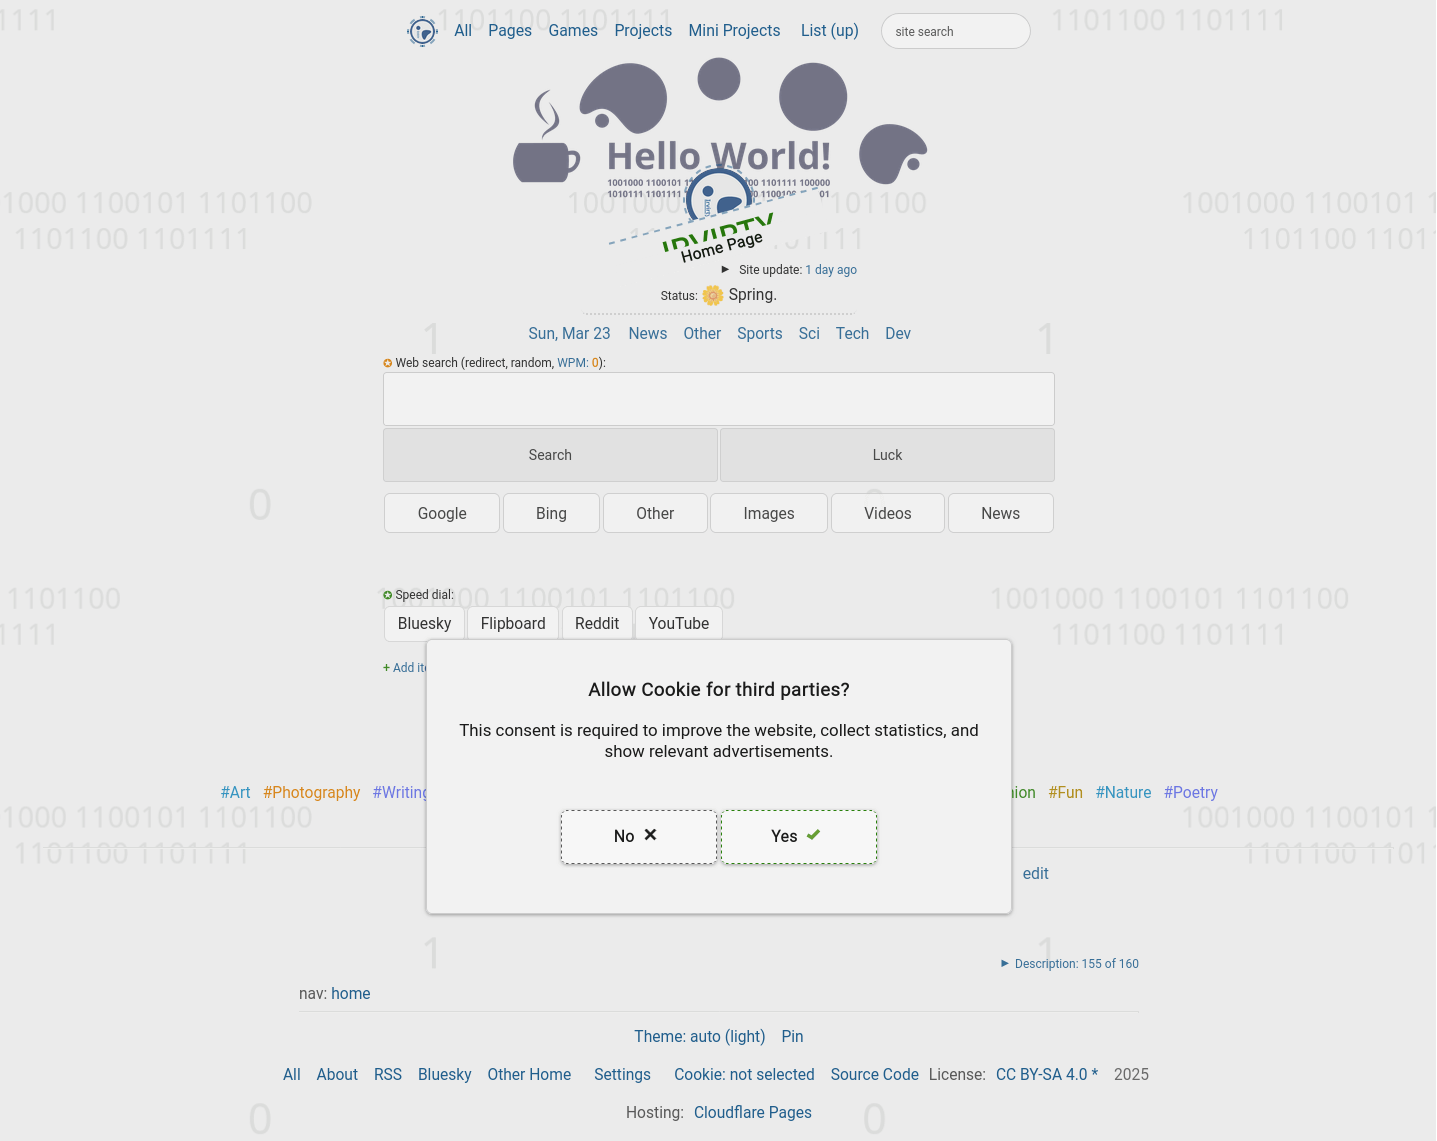 All Pages Games Projects Mini Projects List (up) site search
Hello World!
Home Page
► Site update: 1 day ago
Status: Spring.
Sun, Mar 23 News Other Sports Sci Tech Dev
✪ Web search (redirect, random, WPM: 0):
Search Luck
Google Bing Other Images Videos News
✪ Speed dial:
Bluesky Flipboard Reddit YouTube
+ Add
Allow Cookie for third parties?
This consent is required to improve the website, collect statistics, and
show relevant advertisements.
#Art #Photography #Writing #Fun #Nature #Poetry
No ✕ Yes ✓
edit
► Description: 155 of 160
nav: home
Theme: auto (light) Pin
All About RSS Bluesky Other Home Settings Cookie: not selected Source Code License: CC BY-SA 4.0 * 2025
Hosting: Cloudflare Pages